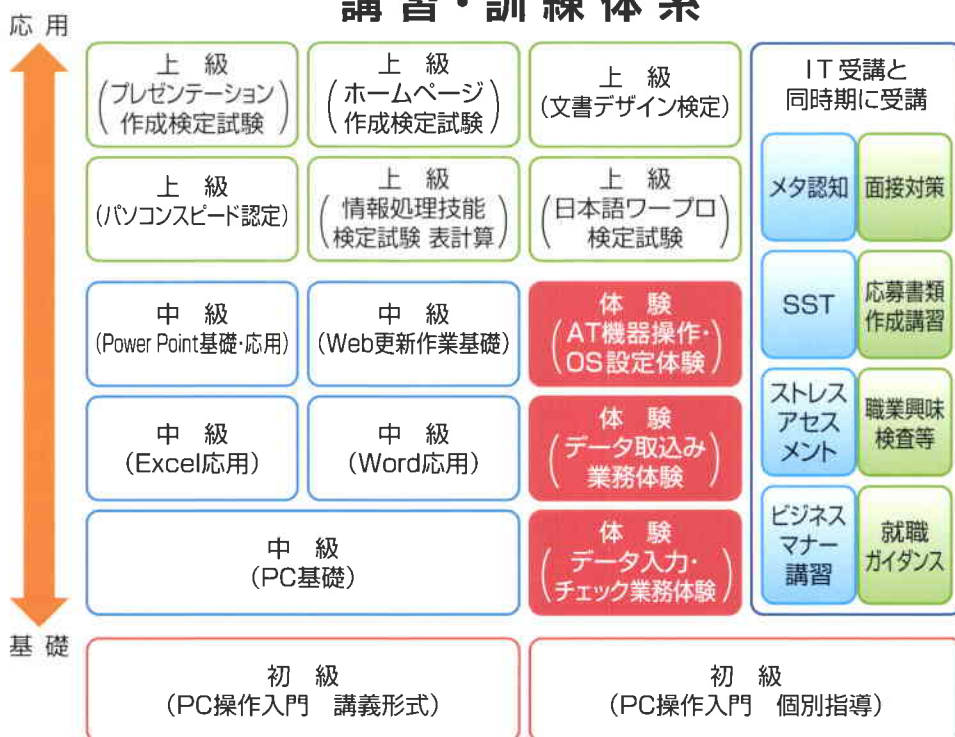 講習・訓練体系
応用
上 級
(プレゼンテーション
作成検定試験)
上 級
(ホームページ
作成検定試験)
上 級
(文書デザイン検定)
上 級
(パソコンスピード認定)
上 級
(情報処理技能
検定試験 表計算)
上 級
(日本語ワープロ
検定試験)
中 級
(Power Point基礎・応用)
中 級
(Web更新作業基礎)
体 験
(AT機器操作・
OS設定体験)
中 級
(Excel応用)
中 級
(Word応用)
体 験
(データ取込み
業務体験)
中 級
(PC基礎)
体 験
(データ入力・
チェック業務体験)
IT受講と
同時期に受講
メタ認知
面接対策
SST
応募書類
作成講習
ストレス
アセス
メント
職業興味
検査等
ビジネス
マナー
講習
就職
ガイダンス
基礎
初 級
(PC操作入門 講義形式)
初 級
(PC操作入門 個別指導)